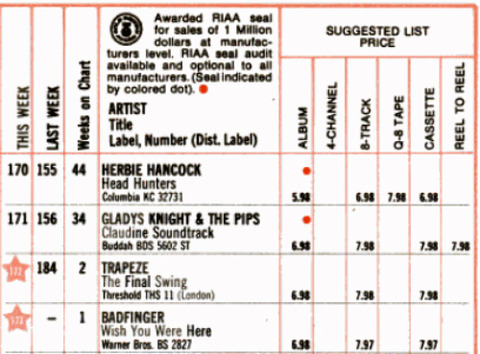 Awarded RIAA seal
for sales of 1 Million
dollars at manufac-
turers level. RIAA seal audit
available and optional to all
manufacturers. (Seal indicated
by colored dot).
SUGGESTED LIST
PRICE
THIS WEEK
LAST WEEK
Weeks on Chart
ARTIST
Title
Label, Number (Dist. Label)
ALBUM
4-CHANNEL
8-TRACK
Q-8 TAPE
CASSETTE
REEL TO REEL
170 155 44 HERBIE HANCOCK
Head Hunters
Columbia KC 32731 5.98 6.98 7.98 6.98
171 156 34 GLADYS KNIGHT & THE PIPS
Claudine Soundtrack
Buddah BDS 5602 ST 6.98 7.98 7.98 7.98
172 184 2 TRAPEZE
The Final Swing
Threshold THS 11 (London) 6.98 7.98 7.98
173 – 1 BADFINGER
Wish You Were Here
Warner Bros. BS 2827 6.98 7.97 7.97